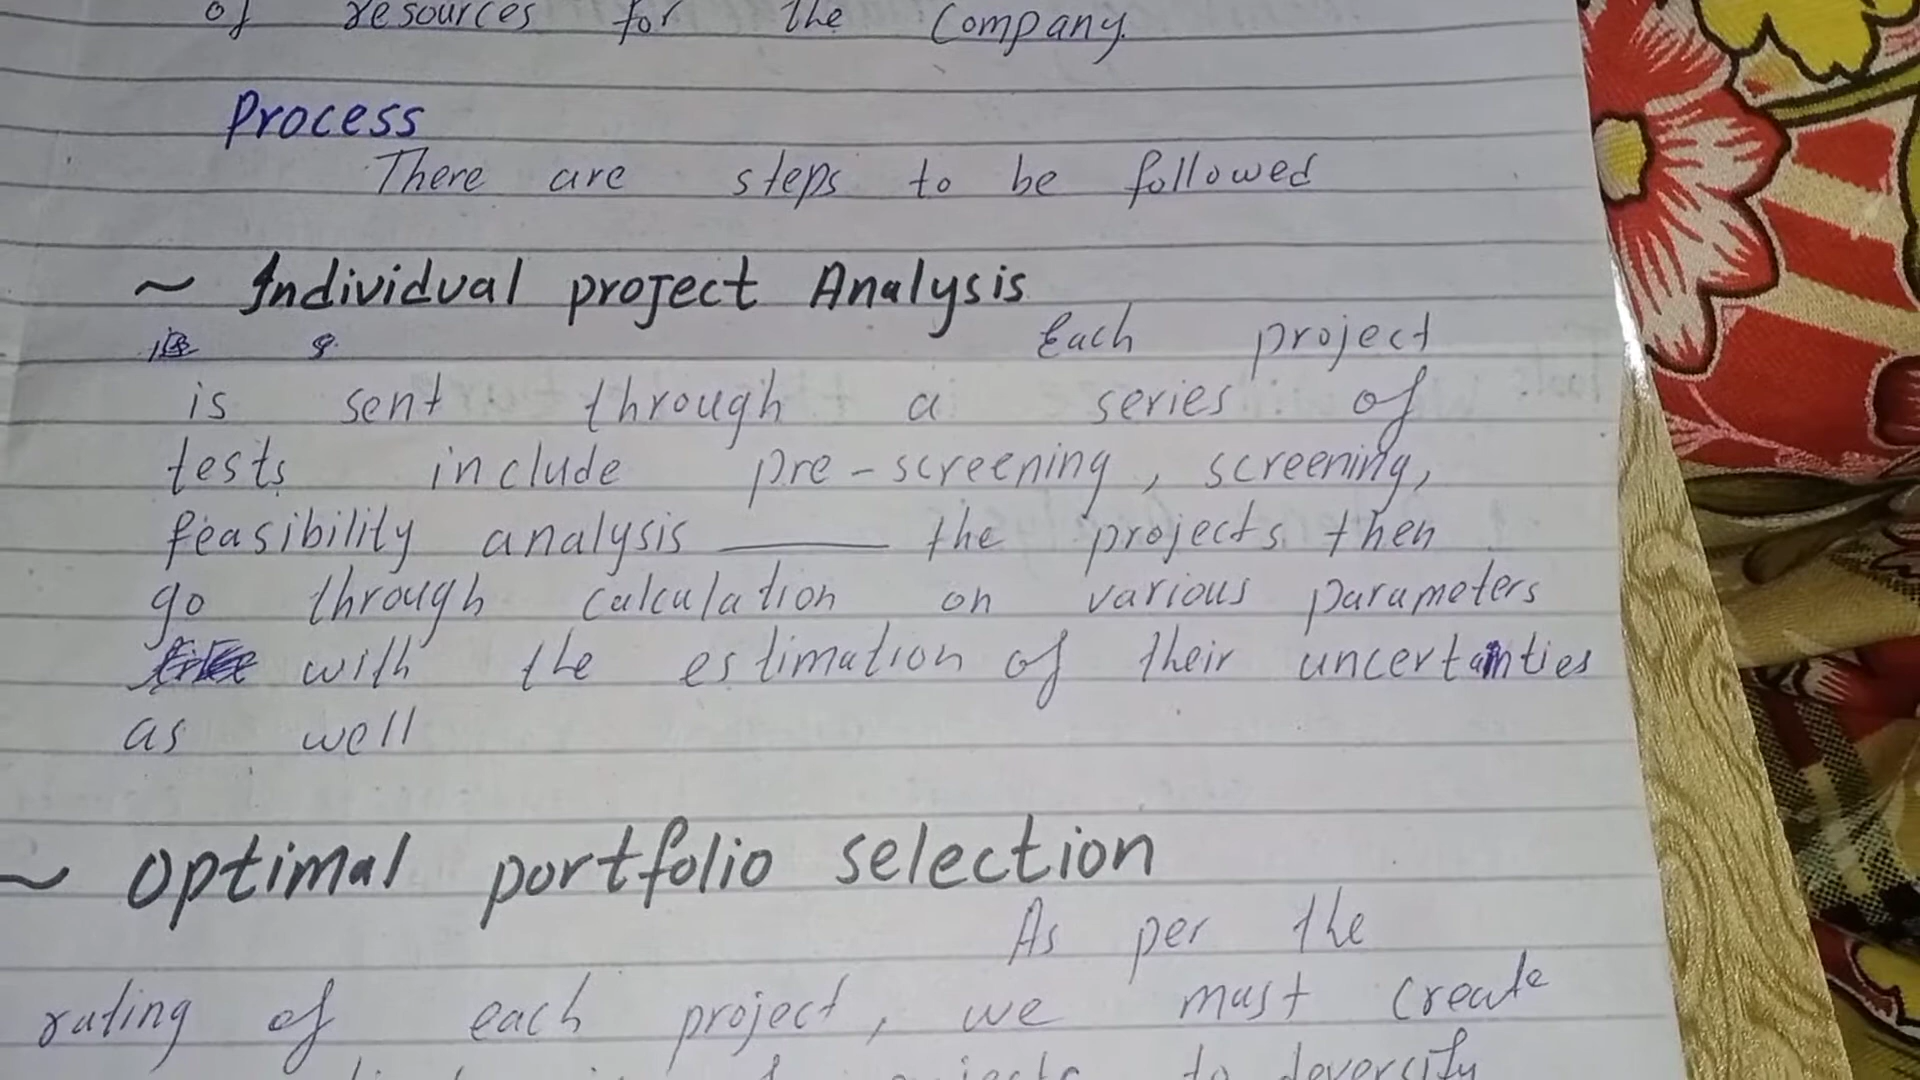 of resources for the Company.
Process
There are steps to be followed
~ Individual project Analysis
Each project
is sent through a series of
tests include pre-screening, screening,
feasibility analysis —— the projects then
go through calculation on various parameters
with the estimation of their uncertainties
as well
~ Optimal portfolio selection
As per the
rating of each project, we must create
to deversify